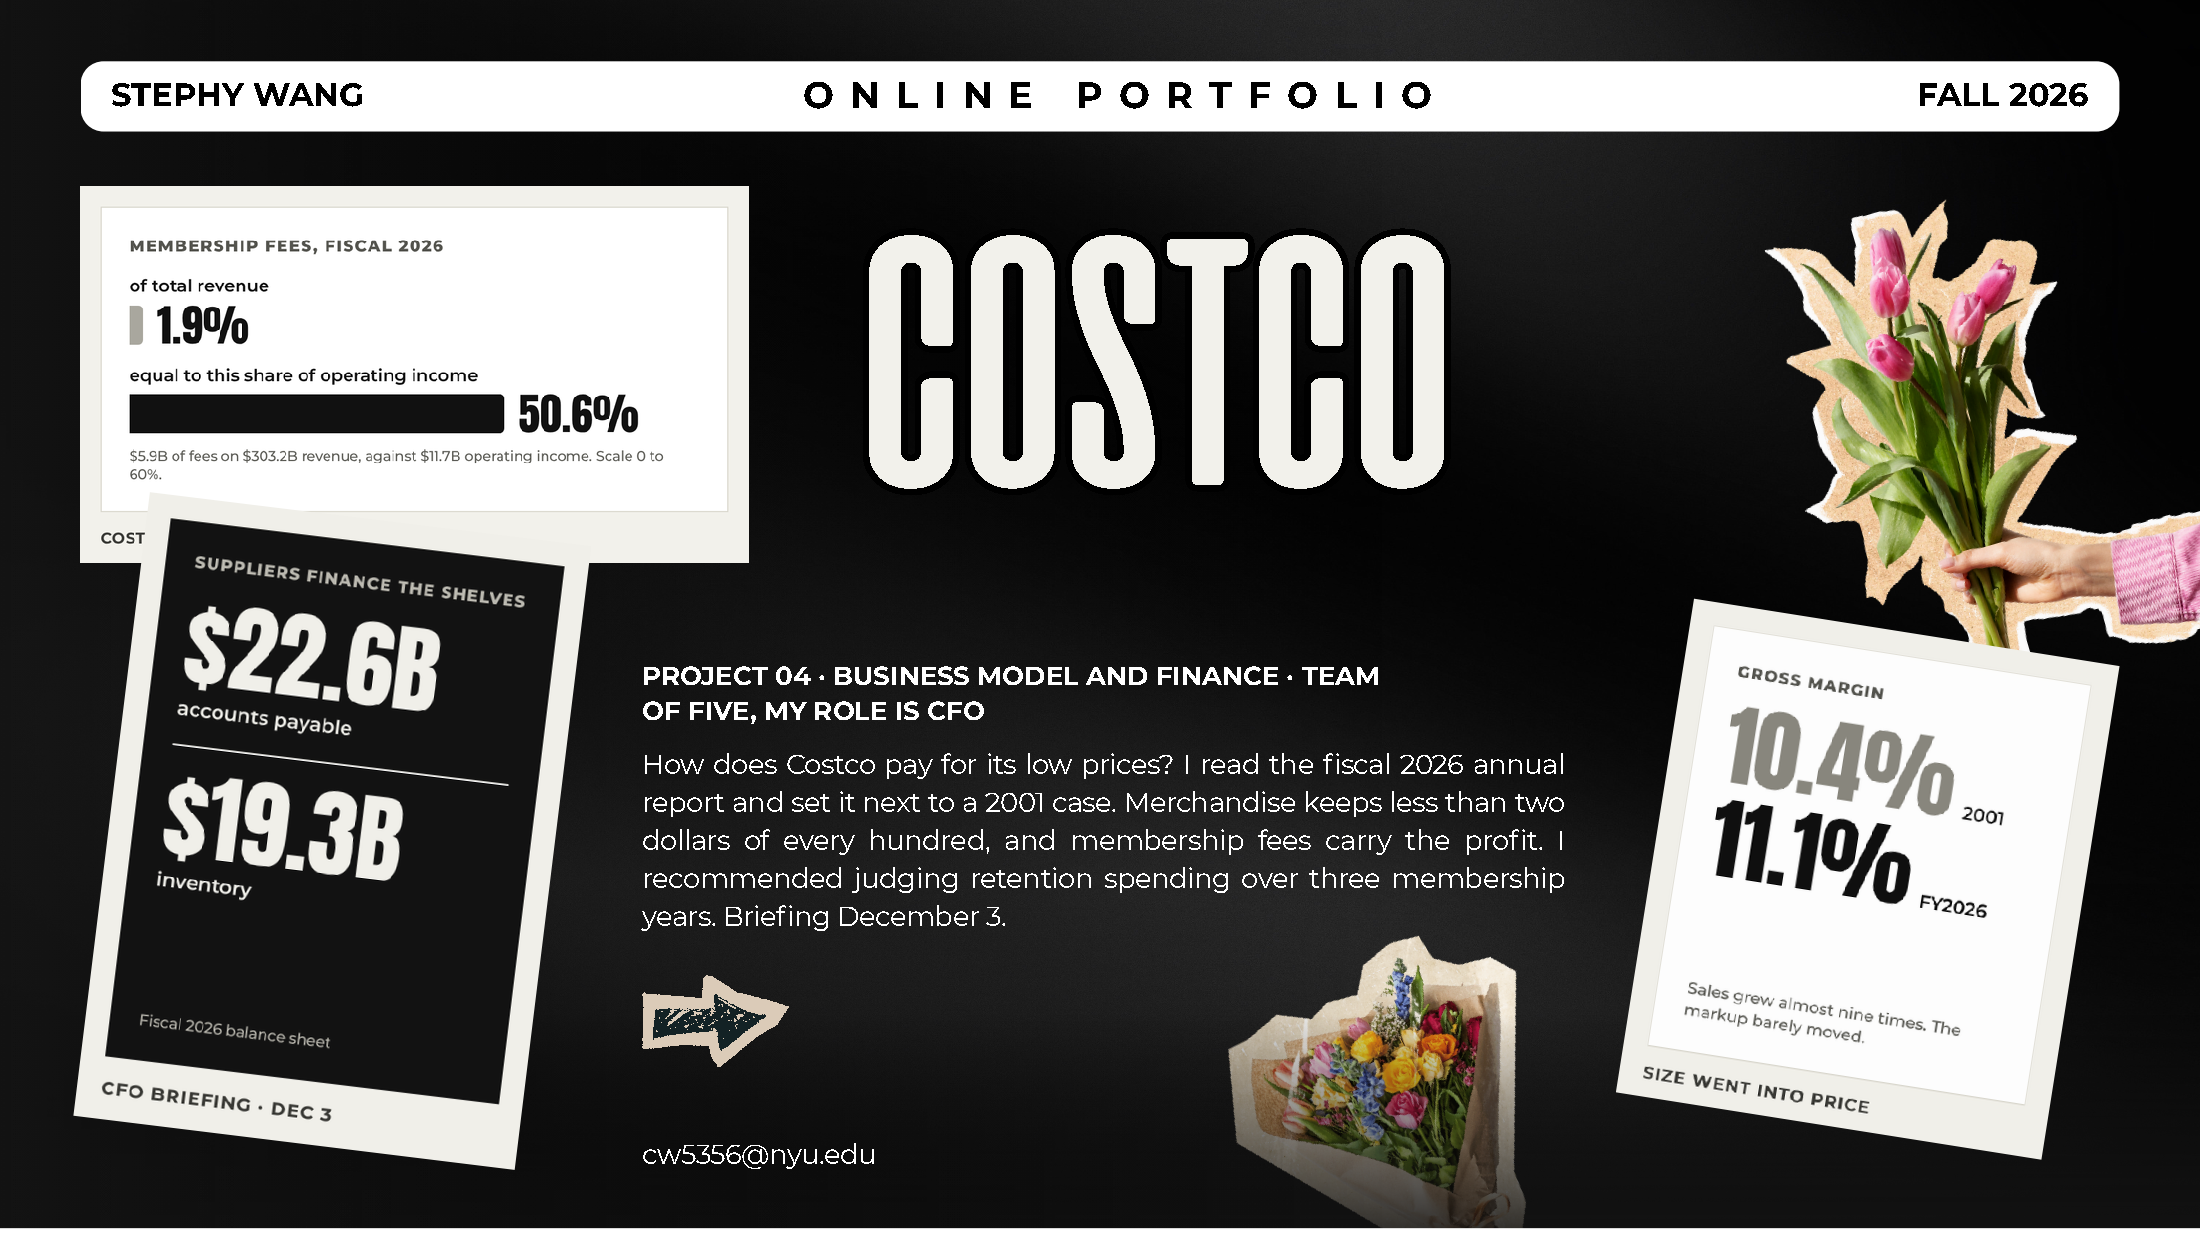 STEPHY WANG
ONLINE PORTFOLIO
FALL 2026
MEMBERSHIP FEES, FISCAL 2026
of total revenue
1.9%
equal to this share of operating income
50.6%
$5.9B of fees on $303.2B revenue, against $11.7B operating income. Scale 0 to
60%.
COST
COSTCO
SUPPLIERS FINANCE THE SHELVES
$22.6B
accounts payable
$19.3B
inventory
Fiscal 2026 balance sheet
CFO BRIEFING · DEC 3
PROJECT 04 · BUSINESS MODEL AND FINANCE · TEAM
OF FIVE, MY ROLE IS CFO
How does Costco pay for its low prices? I read the fiscal 2026 annual
report and set it next to a 2001 case. Merchandise keeps less than two
dollars of every hundred, and membership fees carry the profit. I
recommended judging retention spending over three membership
years. Briefing December 3.
cw5356@nyu.edu
GROSS MARGIN
10.4% 2001
11.1% FY2026
Sales grew almost nine times. The
markup barely moved.
SIZE WENT INTO PRICE